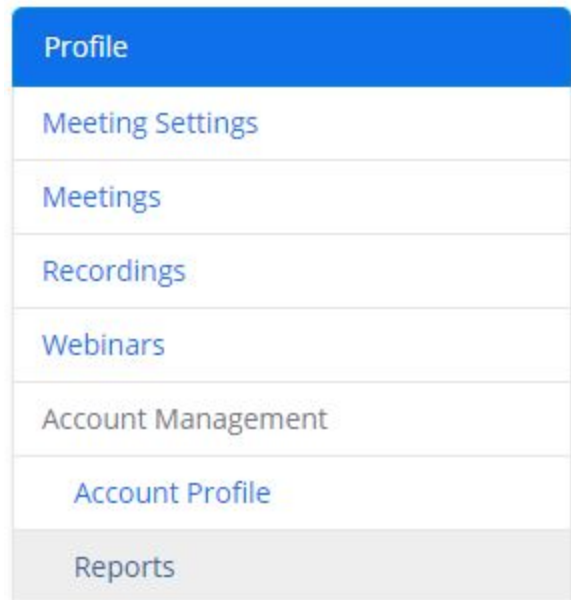 Profile
Meeting Settings
Meetings
Recordings
Webinars
Account Management
Account Profile
Reports